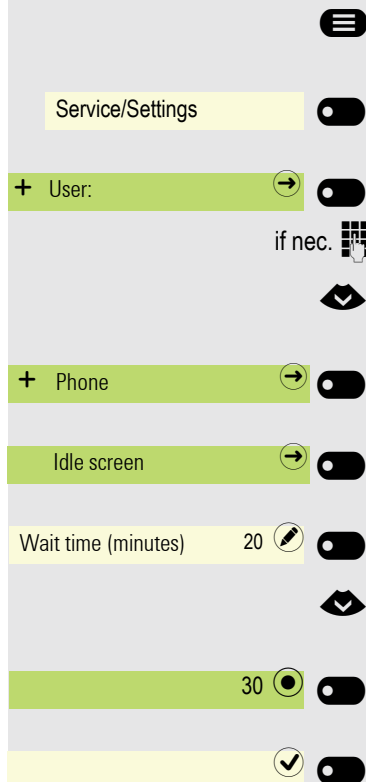 Service/Settings
+ User:
if nec.
+ Phone
Idle screen
Wait time (minutes) 20
30